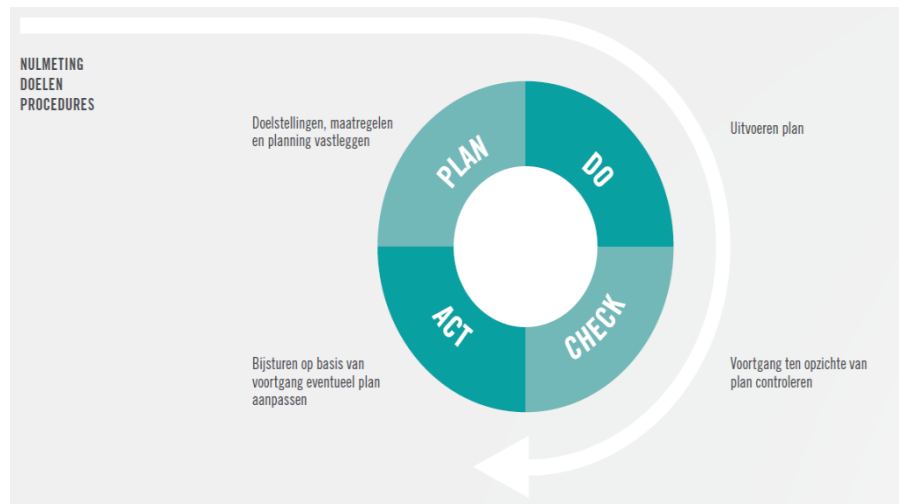 NULMETING
DOELEN
PROCEDURES
Doelstellingen, maatregelen
en planning vastleggen
PLAN
DO
Uitvoeren plan
ACT
CHECK
Bijsturen op basis van
voortgang eventueel plan
aanpassen
Voortgang ten opzichte van
plan controleren